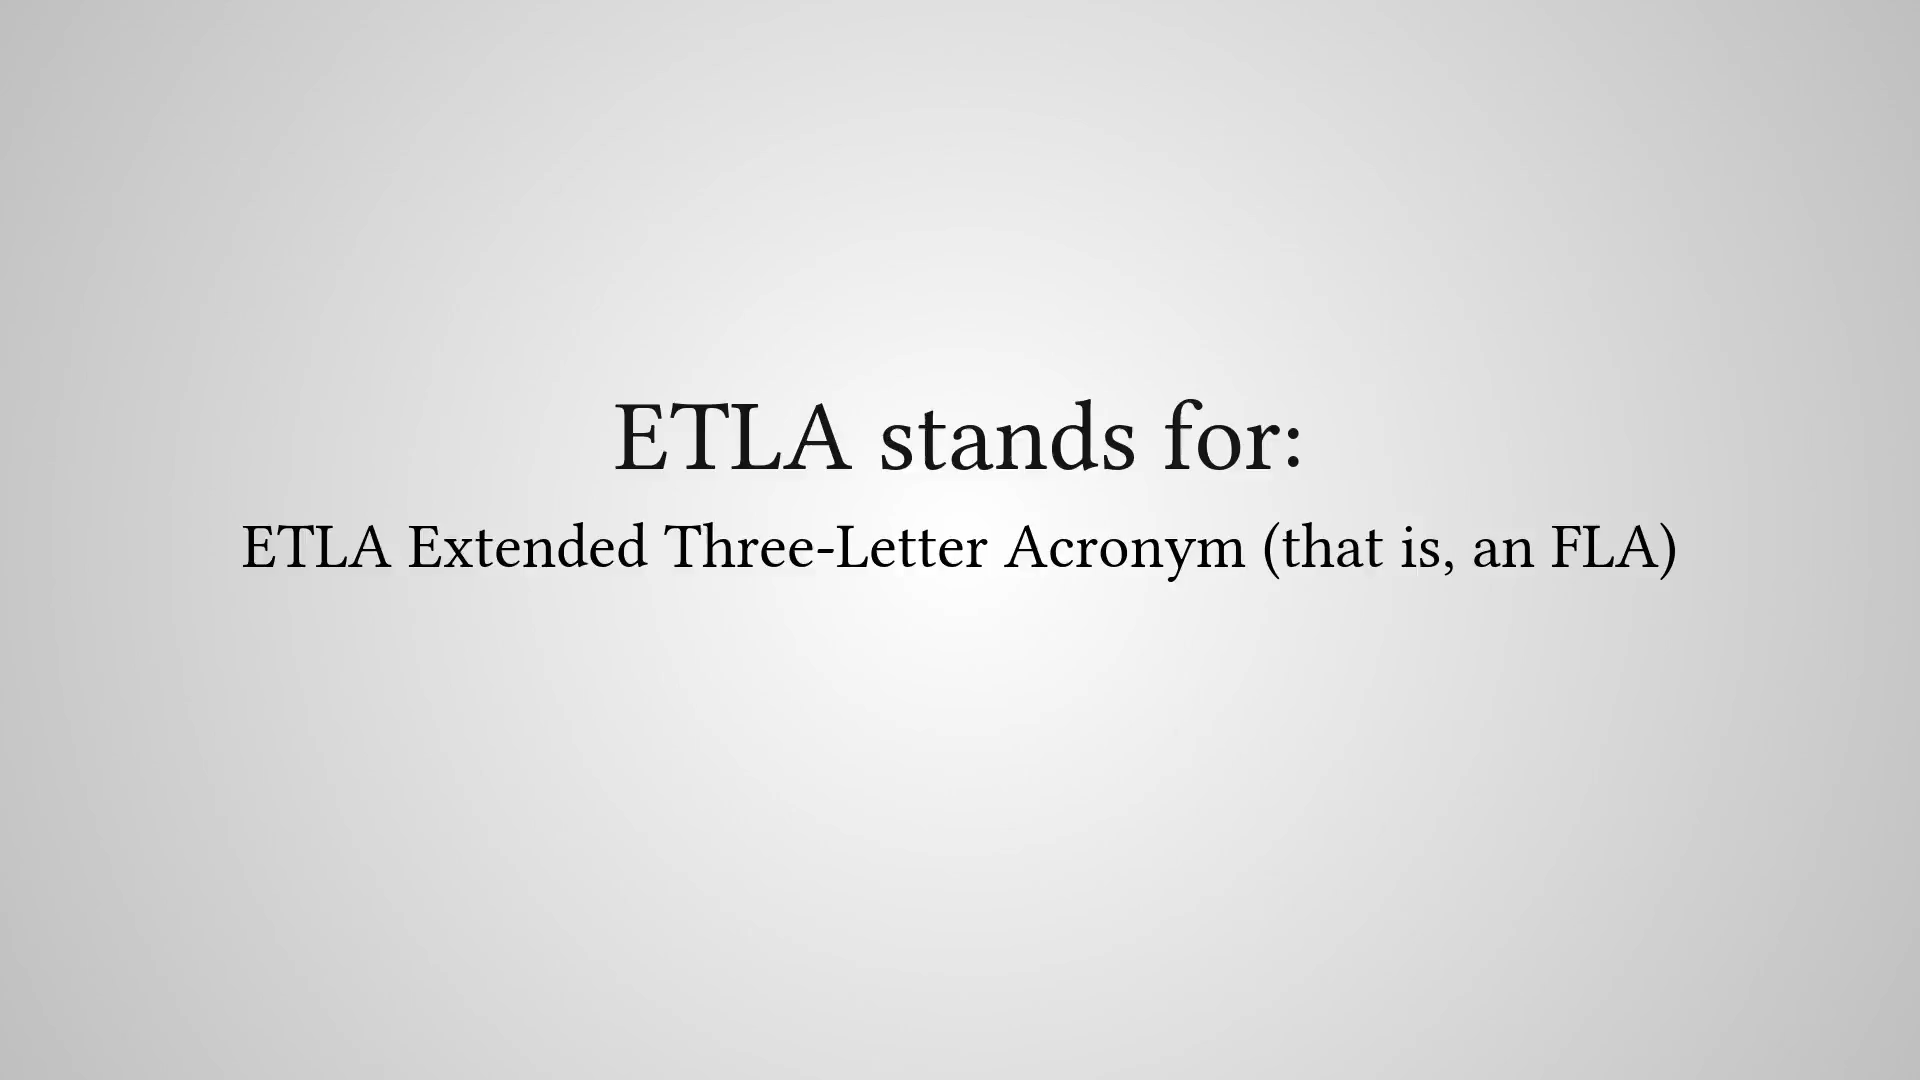 ETLA stands for:
ETLA Extended Three-Letter Acronym (that is, an FLA)